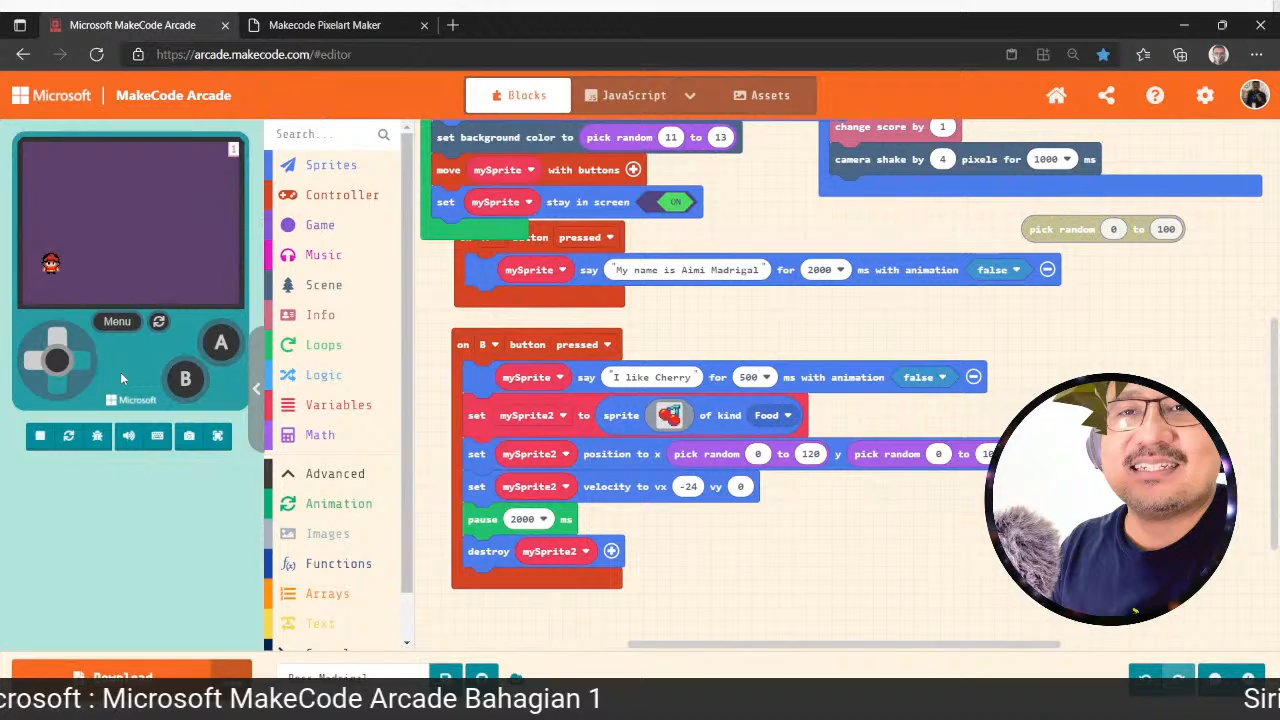 Microsoft MakeCode Arcade
Makecode Pixelart Maker
https://arcade.makecode.com/#editor
Microsoft
MakeCode Arcade
Blocks
JavaScript
Assets
1
Menu
A
B
Microsoft
Search...
Sprites
Controller
Game
Music
Scene
Info
Loops
Logic
Variables
Math
Advanced
Animation
Images
Functions
Arrays
Text
set background color to pick random 11 to 13
move mySprite with buttons
set mySprite stay in screen ON
button pressed
mySprite say "My name is Aimi Madrigal" for 2000 ms with animation false
on B button pressed
mySprite say "I like Cherry" for 500 ms with animation false
set mySprite2 to sprite of kind Food
set mySprite2 position to x pick random 0 to 120 y pick random 0 to
set mySprite2 velocity to vx -24 vy 0
pause 2000 ms
destroy mySprite2
change score by 1
camera shake by 4 pixels for 1000 ms
pick random 0 to 100
Download
crosoft : Microsoft MakeCode Arcade Bahagian 1
Siri